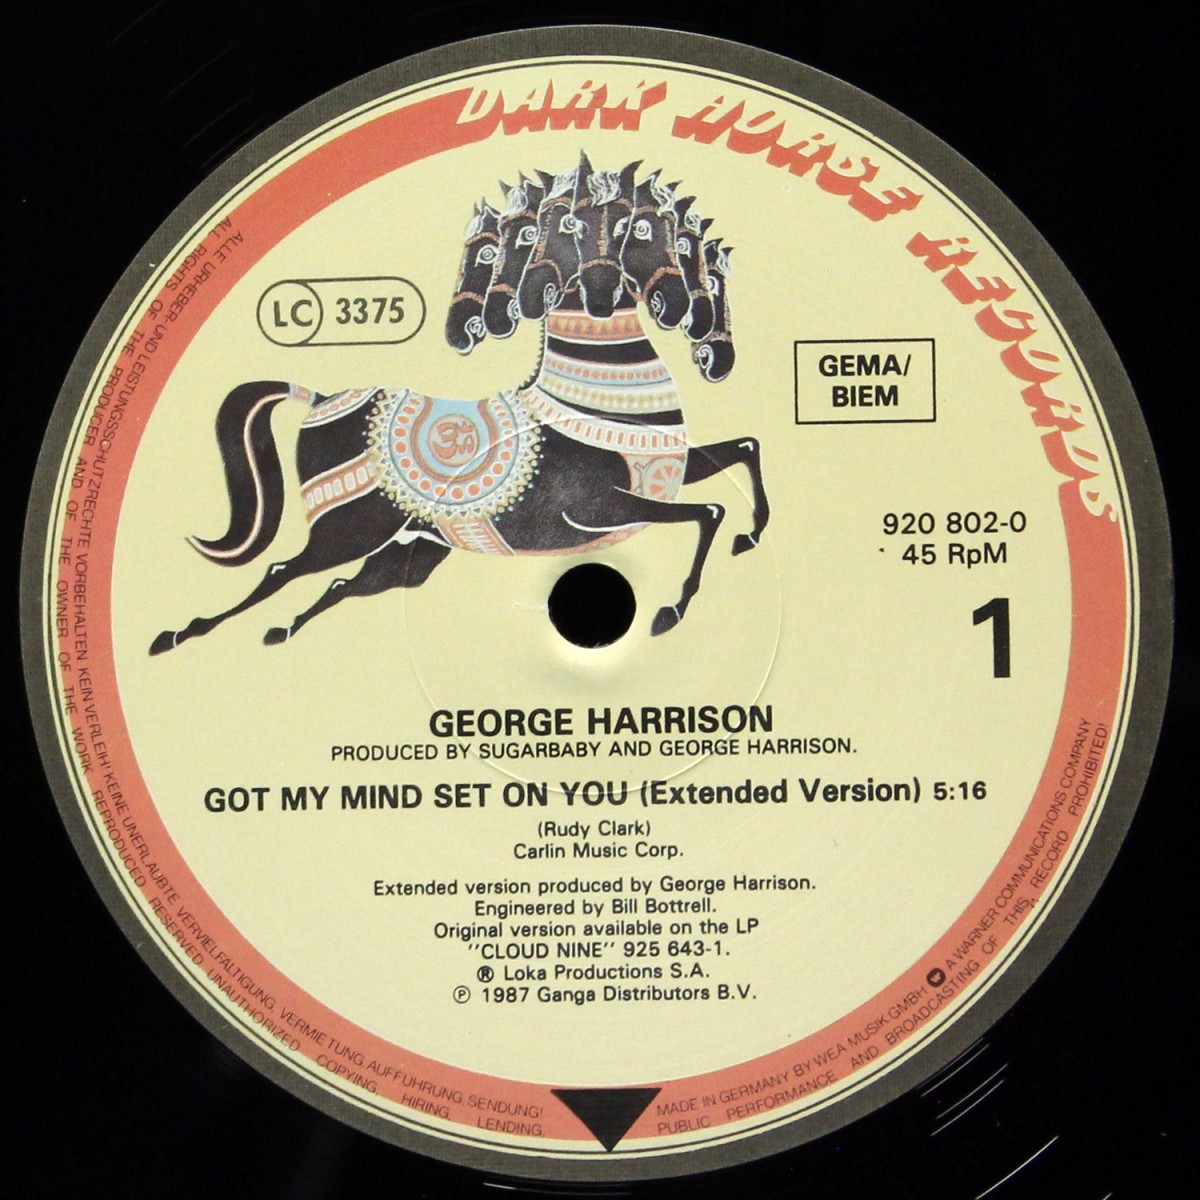 DARK HORSE RECORDS
LC 3375
GEMA/
BIEM
920 802-0
45 RpM
1
GEORGE HARRISON
PRODUCED BY SUGARBABY AND GEORGE HARRISON.
GOT MY MIND SET ON YOU (Extended Version) 5:16
(Rudy Clark)
Carlin Music Corp.
Extended version produced by George Harrison.
Engineered by Bill Bottrell.
Original version available on the LP
"CLOUD NINE" 925 643-1.
® Loka Productions S.A.
℗ 1987 Ganga Distributors B.V.
ALLE URHEBER- UND LEISTUNGSSCHUTZRECHTE VORBEHALTEN KEIN VERLEIH! KEINE UNERLAUBTE VERVIELFÄLTIGUNG, VERMIETUNG, AUFFÜHRUNG, SENDUNG!
ALL RIGHTS OF THE PRODUCER AND OF THE OWNER OF THE WORK REPRODUCED RESERVED UNAUTHORIZED COPYING, HIRING, LENDING,
MADE IN GERMANY BY WEA MUSIK GMBH A WARNER COMMUNICATIONS COMPANY
PUBLIC PERFORMANCE AND BROADCASTING OF THIS RECORD PROHIBITED!